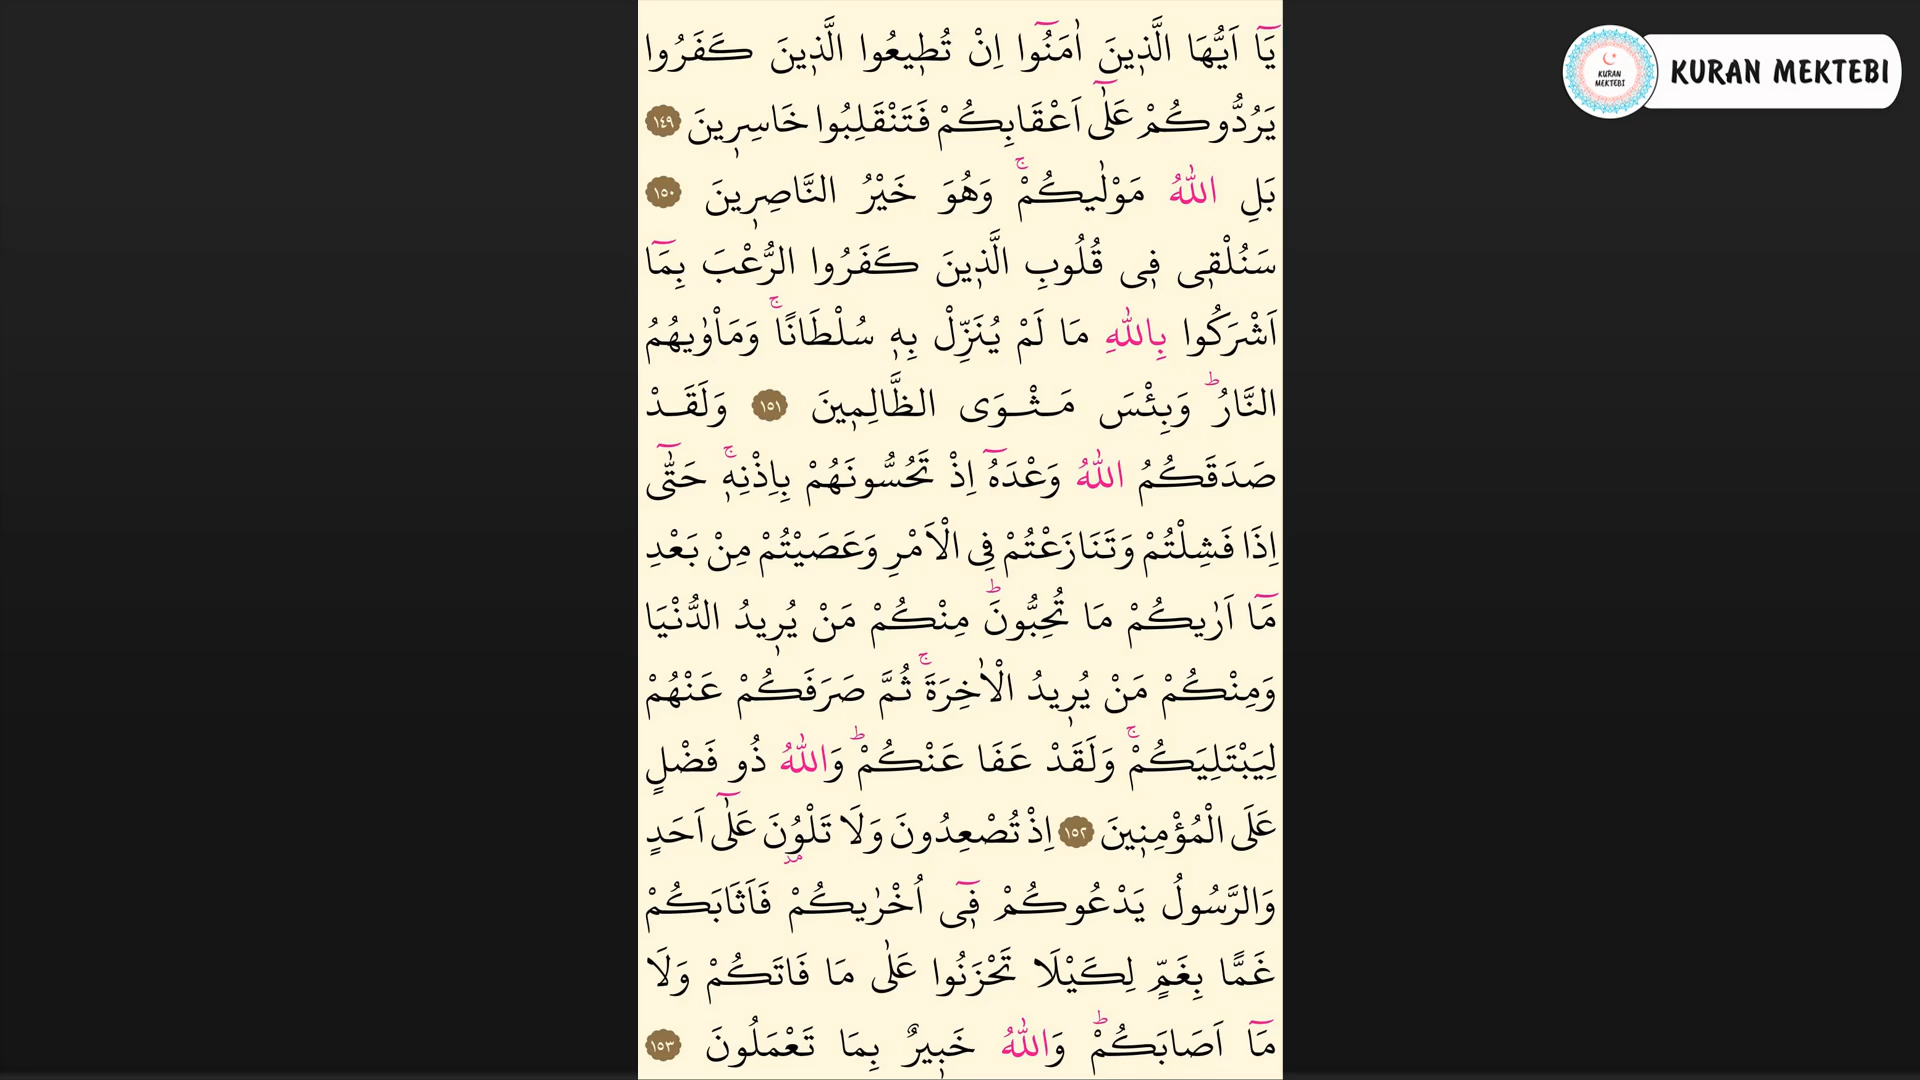 يَٓا اَيُّهَا الَّذ۪ينَ اٰمَنُٓوا اِنْ تُط۪يعُوا الَّذ۪ينَ كَفَرُوا
يَرُدُّوكُمْ عَلٰٓى اَعْقَابِكُمْ فَتَنْقَلِبُوا خَاسِر۪ينَ ١٤٩
بَلِ اللّٰهُ مَوْلٰيكُمْۚ وَهُوَ خَيْرُ النَّاصِر۪ينَ ١٥٠
سَنُلْق۪ي ف۪ي قُلُوبِ الَّذ۪ينَ كَفَرُوا الرُّعْبَ بِمَٓا
اَشْرَكُوا بِاللّٰهِ مَا لَمْ يُنَزِّلْ بِه۪ سُلْطَانًاۚ وَمَاْوٰيهُمُ
النَّارُۜ وَبِئْسَ مَثْوَى الظَّالِم۪ينَ ١٥١ وَلَقَدْ
صَدَقَكُمُ اللّٰهُ وَعْدَهُٓ اِذْ تَحُسُّونَهُمْ بِاِذْنِه۪ۚ حَتّٰٓى
اِذَا فَشِلْتُمْ وَتَنَازَعْتُمْ فِي الْاَمْرِ وَعَصَيْتُمْ مِنْ بَعْدِ
مَٓا اَرٰيكُمْ مَا تُحِبُّونَۜ مِنْكُمْ مَنْ يُر۪يدُ الدُّنْيَا
وَمِنْكُمْ مَنْ يُر۪يدُ الْاٰخِرَةَۚ ثُمَّ صَرَفَكُمْ عَنْهُمْ
لِيَبْتَلِيَكُمْۚ وَلَقَدْ عَفَا عَنْكُمْۜ وَاللّٰهُ ذُو فَضْلٍ
عَلَى الْمُؤْمِن۪ينَ ١٥٢ اِذْ تُصْعِدُونَ وَلَا تَلْوُ۫نَ عَلٰٓى اَحَدٍ
وَالرَّسُولُ يَدْعُوكُمْ ف۪ٓي اُخْرٰيكُمْ فَاَثَابَكُمْ
غَمًّا بِغَمٍّ لِكَيْلَا تَحْزَنُوا عَلٰى مَا فَاتَكُمْ وَلَا
مَٓا اَصَابَكُمْۜ وَاللّٰهُ خَب۪يرٌ بِمَا تَعْمَلُونَ ١٥٣
KURAN
MEKTEBI
KURAN MEKTEBI